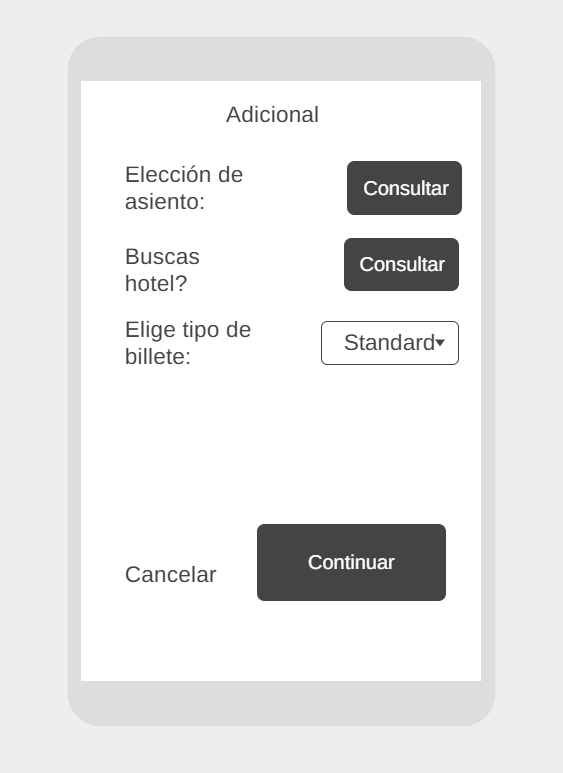 Adicional
Elección de
asiento:
Consultar
Buscas
hotel?
Consultar
Elige tipo de
billete:
Standard
Cancelar
Continuar